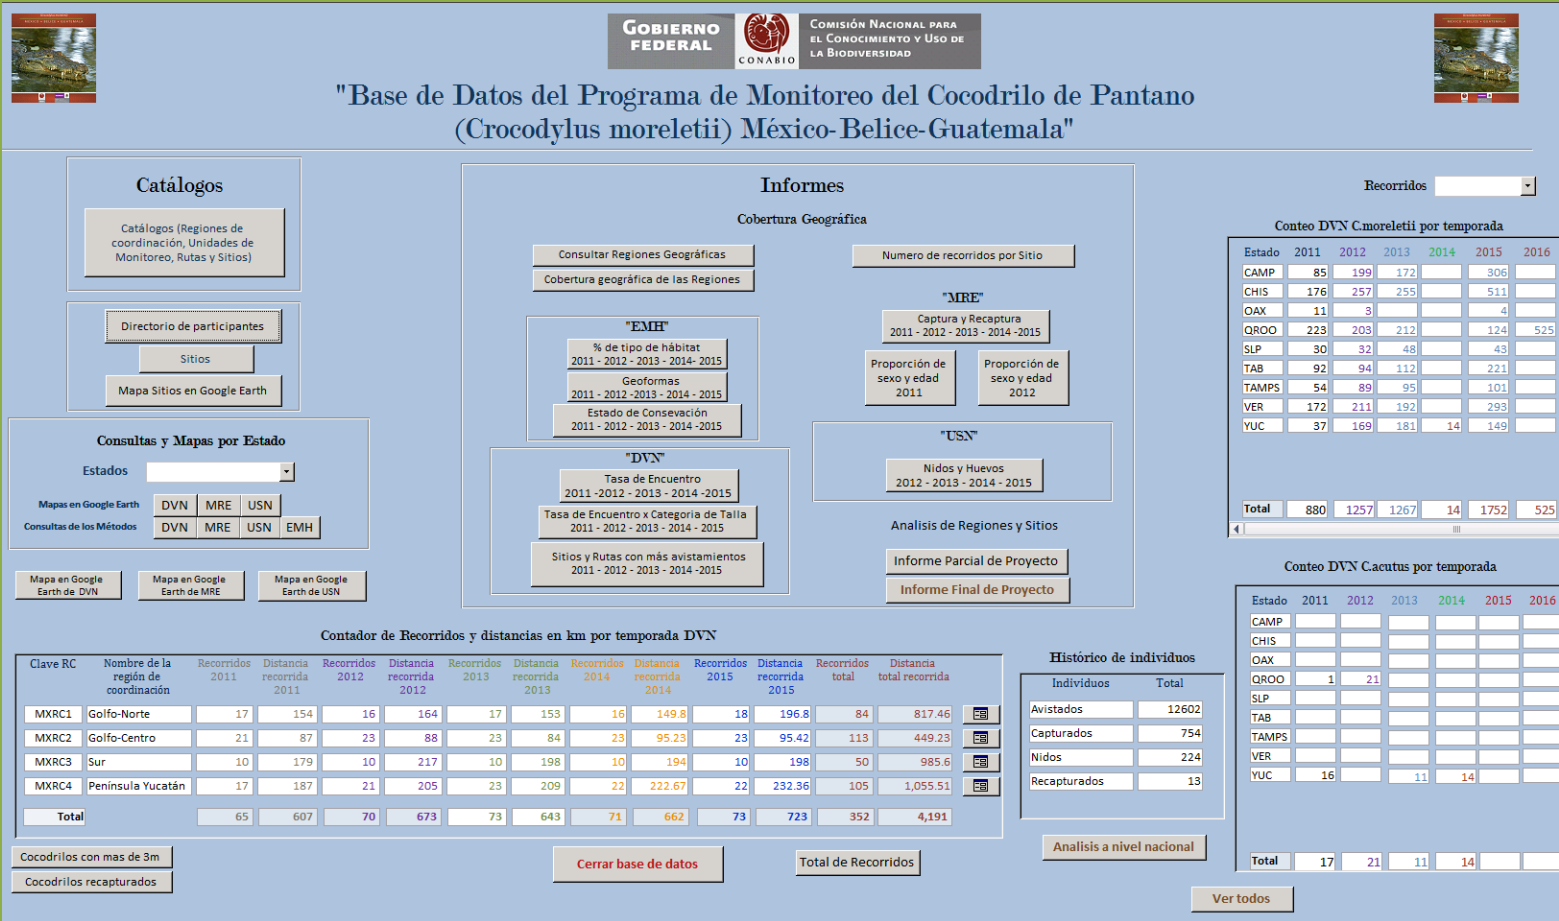 GOBIERNO
FEDERAL
CONABIO
COMISIÓN NACIONAL PARA
EL CONOCIMIENTO Y USO DE
LA BIODIVERSIDAD
"Base de Datos del Programa de Monitoreo del Cocodrilo de Pantano
(Crocodylus moreletii) México-Belice-Guatemala"
Catálogos
Catálogos (Regiones de
coordinación, Unidades de
Monitoreo, Rutas y Sitios)
Directorio de participantes
Sitios
Mapa Sitios en Google Earth
Consultas y Mapas por Estado
Estados
Mapas en Google Earth DVN MRE USN
Consultas de los Métodos DVN MRE USN EMH
Mapa en Google
Earth de DVN
Mapa en Google
Earth de MRE
Mapa en Google
Earth de USN
Informes
Cobertura Geográfica
Consultar Regiones Geográficas
Cobertura geográfica de las Regiones
"EMH"
% de tipo de hábitat
2011 - 2012 - 2013 - 2014- 2015
Geoformas
2011 - 2012 -2013 - 2014 - 2015
Estado de Consevación
2011 - 2012 - 2013 - 2014 -2015
"DVN"
Tasa de Encuentro
2011 -2012 - 2013 - 2014 -2015
Tasa de Encuentro x Categoria de Talla
2011 - 2012 - 2013 - 2014 - 2015
Sitios y Rutas con más avistamientos
2011 - 2012 - 2013 - 2014 -2015
Numero de recorridos por Sitio
"MRE"
Captura y Recaptura
2011 - 2012 - 2013 - 2014 -2015
Proporción de
sexo y edad
2011
Proporción de
sexo y edad
2012
"USN"
Nidos y Huevos
2012 - 2013 - 2014 - 2015
Analisis de Regiones y Sitios
Informe Parcial de Proyecto
Informe Final de Proyecto
Recorridos
Conteo DVN C.moreletii por temporada
Estado 2011 2012 2013 2014 2015 2016
CAMP 85 199 172 306
CHIS 176 257 255 511
OAX 11 3 4
QROO 223 203 212 124 525
SLP 30 32 48 43
TAB 92 94 112 221
TAMPS 54 89 95 101
VER 172 211 192 293
YUC 37 169 181 14 149
Total 880 1257 1267 14 1752 525
Conteo DVN C.acutus por temporada
Estado 2011 2012 2013 2014 2015 2016
CAMP
CHIS
OAX
QROO 1 21
SLP
TAB
TAMPS
VER
YUC 16 11 14
Total 17 21 11 14
Contador de Recorridos y distancias en km por temporada DVN
Clave RC Nombre de la región de coordinación Recorridos 2011 Distancia recorrida 2011 Recorridos 2012 Distancia recorrida 2012 Recorridos 2013 Distancia recorrida 2013 Recorridos 2014 Distancia recorrida 2014 Recorridos 2015 Distancia recorrida 2015 Recorridos total Distancia total recorrida
MXRC1 Golfo-Norte 17 154 16 164 17 153 16 149.8 18 196.8 84 817.46
MXRC2 Golfo-Centro 21 87 23 88 23 84 23 95.23 23 95.42 113 449.23
MXRC3 Sur 10 179 10 217 10 198 10 194 10 198 50 985.6
MXRC4 Península Yucatán 17 187 21 205 23 209 22 222.67 22 232.36 105 1,055.51
Total 65 607 70 673 73 643 71 662 73 723 352 4,191
Histórico de individuos
Individuos Total
Avistados 12602
Capturados 754
Nidos 224
Recapturados 13
Analisis a nivel nacional
Cocodrilos con mas de 3m
Cocodrilos recapturados
Cerrar base de datos
Total de Recorridos
Ver todos